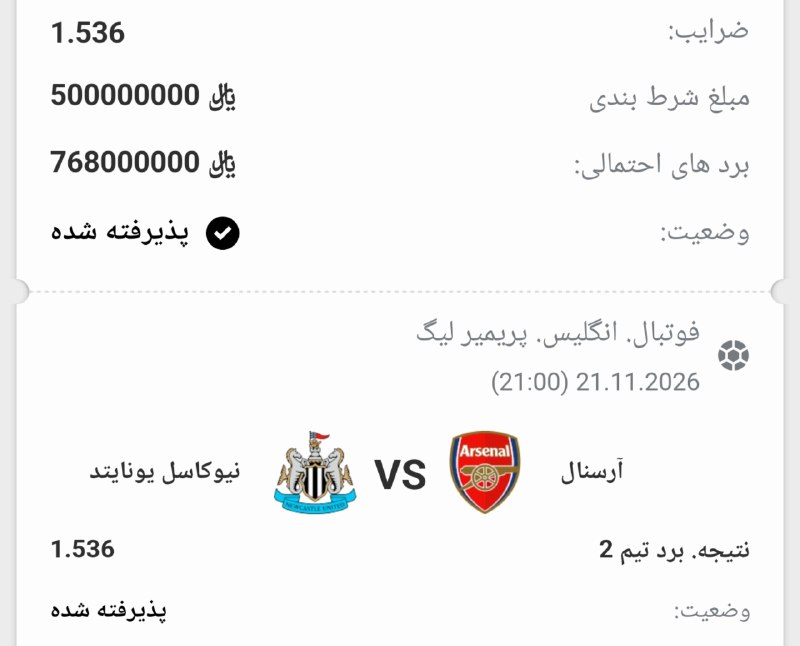 ضرایب: 1.536
مبلغ شرط بندی 500000000 ﷼
برد های احتمالی: 768000000 ﷼
وضعیت: پذیرفته شده
فوتبال. انگلیس. پریمیر لیگ
21.11.2026 (21:00)
آرسنال Arsenal VS NEWCASTLE UNITED نیوکاسل یونایتد
نتیجه. برد تیم 2 1.536
وضعیت: پذیرفته شده